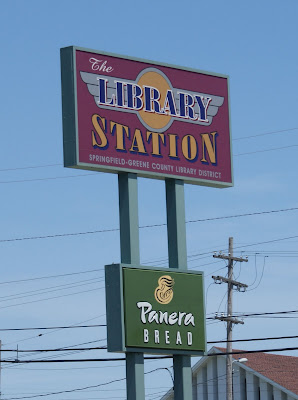 The
LIBRARY
STATION
SPRINGFIELD-GREENE COUNTY LIBRARY DISTRICT
Panera
BREAD